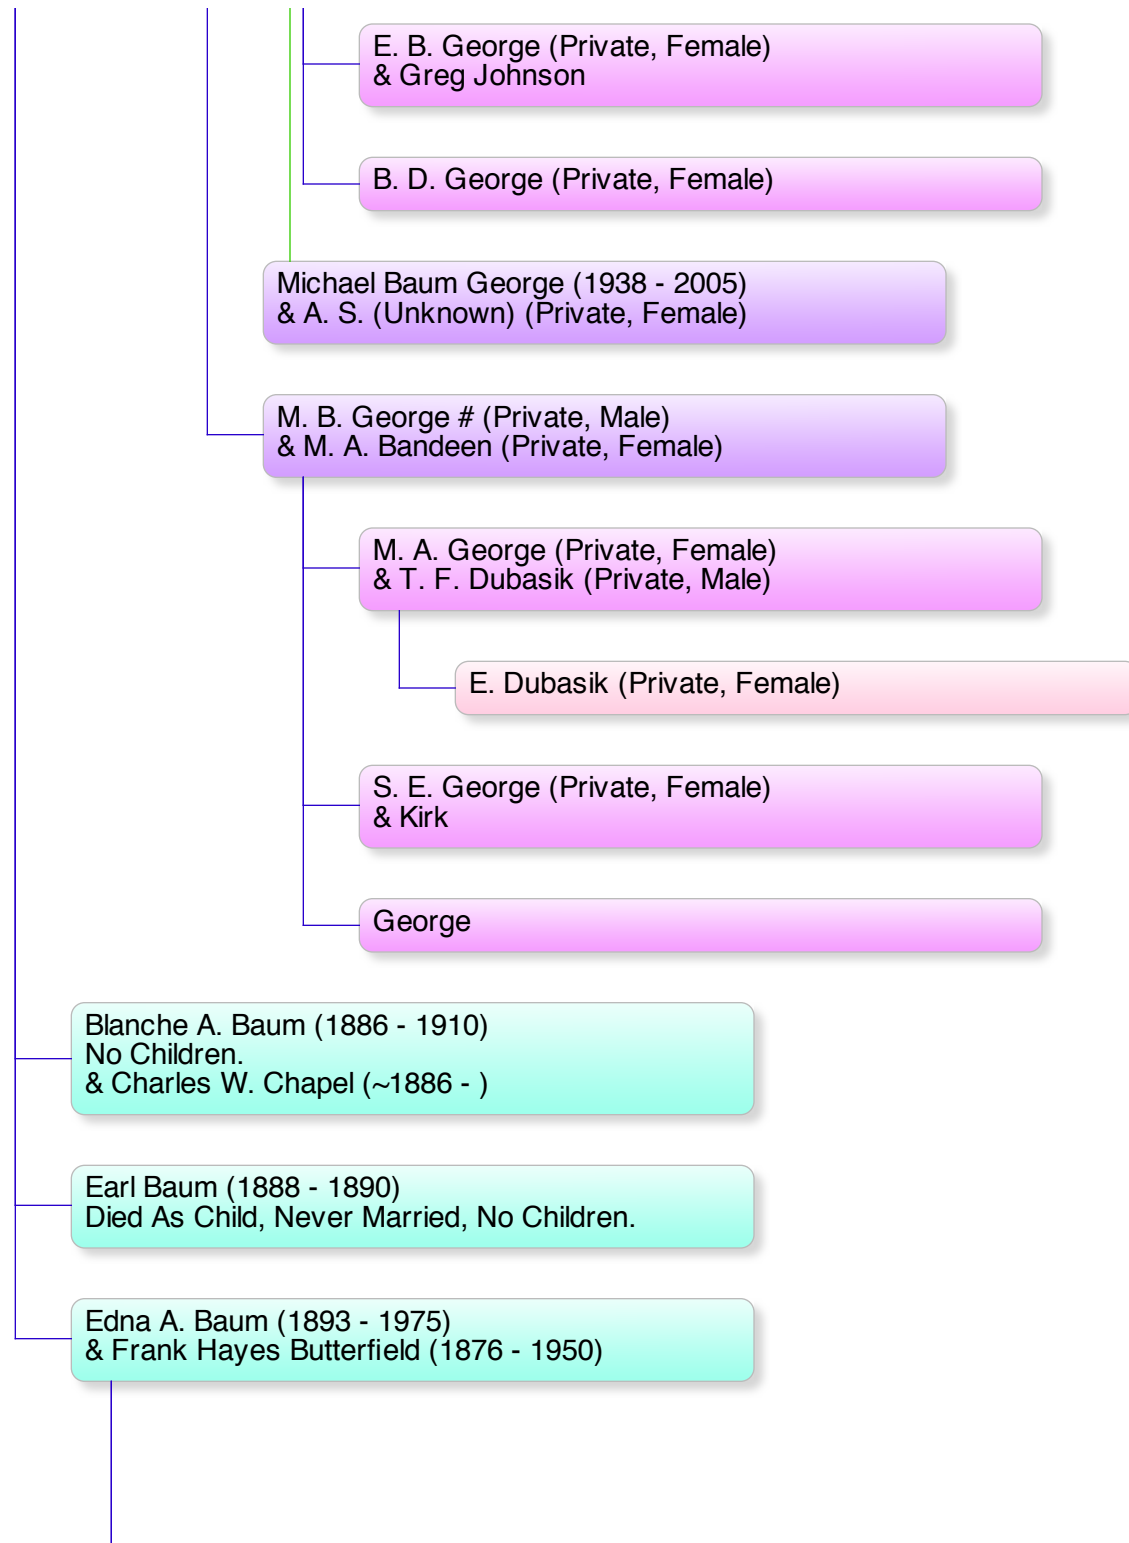 E. B. George (Private, Female)
& Greg Johnson
B. D. George (Private, Female)
Michael Baum George (1938 - 2005)
& A. S. (Unknown) (Private, Female)
M. B. George # (Private, Male)
& M. A. Bandeen (Private, Female)
M. A. George (Private, Female)
& T. F. Dubasik (Private, Male)
E. Dubasik (Private, Female)
S. E. George (Private, Female)
& Kirk
George
Blanche A. Baum (1886 - 1910)
No Children.
& Charles W. Chapel (~1886 - )
Earl Baum (1888 - 1890)
Died As Child, Never Married, No Children.
Edna A. Baum (1893 - 1975)
& Frank Hayes Butterfield (1876 - 1950)